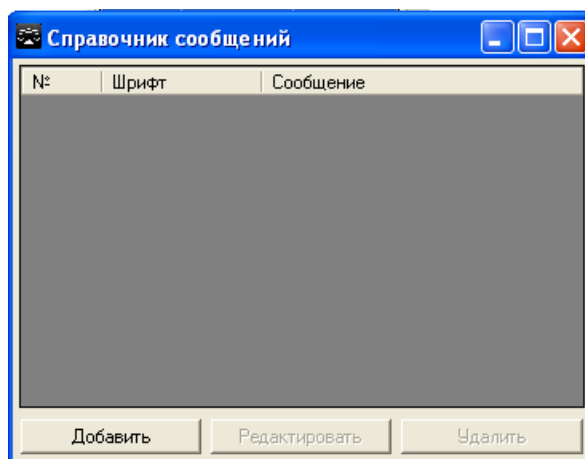 Справочник сообщений
№ Шрифт Сообщение
Добавить Редактировать Удалить